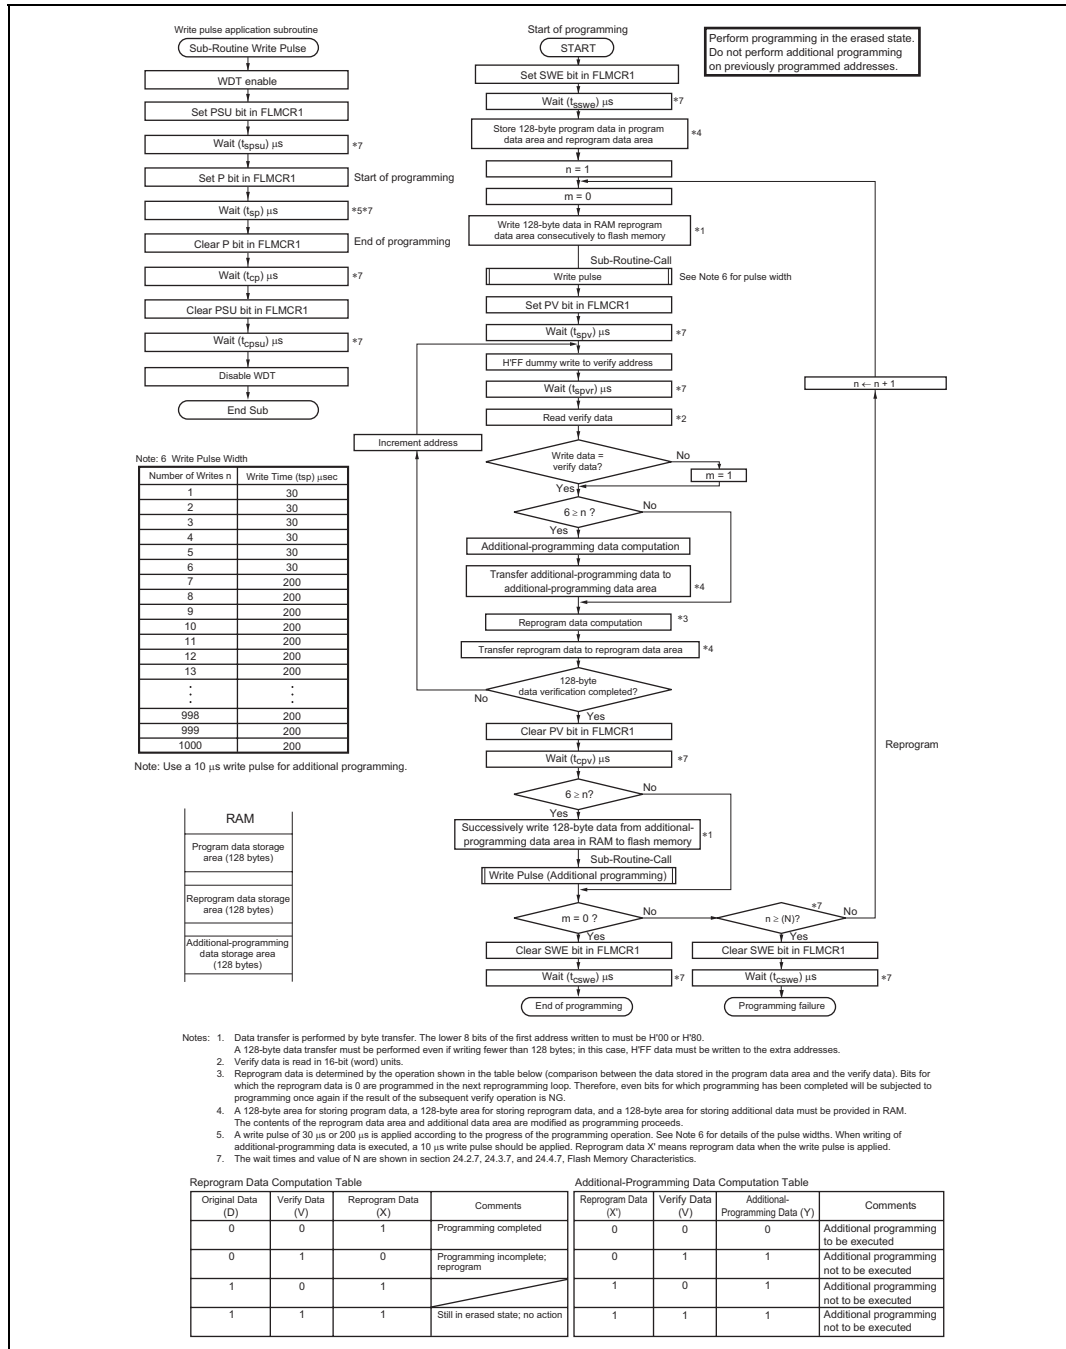 Write pulse application subroutine
Sub-Routine Write Pulse
WDT enable
Set PSU bit in FLMCR1
Wait (tspsu) μs
*7
Set P bit in FLMCR1
Start of programming
Wait (tsp) μs
*5*7
Clear P bit in FLMCR1
End of programming
Wait (tcp) μs
*7
Clear PSU bit in FLMCR1
Wait (tcpsu) μs
*7
Disable WDT
End Sub
Start of programming
START
Set SWE bit in FLMCR1
Wait (tsswe) μs
*7
Store 128-byte program data in program
data area and reprogram data area
*4
n = 1
m = 0
Write 128-byte data in RAM reprogram
data area consecutively to flash memory
*1
Sub-Routine-Call
Write pulse
See Note 6 for pulse width
Set PV bit in FLMCR1
Wait (tspv) μs
*7
H'FF dummy write to verify address
Wait (tspvr) μs
*7
Read verify data
*2
Increment address
Write data =
verify data?
No
m = 1
Yes
6 ≥ n ?
No
Yes
Additional-programming data computation
Transfer additional-programming data to
additional-programming data area
*4
Reprogram data computation
*3
Transfer reprogram data to reprogram data area
*4
128-byte
data verification completed?
No
Yes
Clear PV bit in FLMCR1
Wait (tcpv) μs
*7
6 ≥ n?
No
Yes
Successively write 128-byte data from additional-
programming data area in RAM to flash memory
*1
Sub-Routine-Call
Write Pulse (Additional programming)
m = 0 ?
No
Yes
n ≥ (N)?
*7
No
Yes
Clear SWE bit in FLMCR1
Clear SWE bit in FLMCR1
Wait (tcswe) μs
*7
Wait (tcswe) μs
*7
End of programming
Programming failure
n ← n + 1
Reprogram
Perform programming in the erased state.
Do not perform additional programming
on previously programmed addresses.
Note: 6 Write Pulse Width
Number of Writes n Write Time (tsp) μsec
1 30
2 30
3 30
4 30
5 30
6 30
7 200
8 200
9 200
10 200
11 200
12 200
13 200
998 200
999 200
1000 200
Note: Use a 10 μs write pulse for additional programming.
RAM
Program data storage
area (128 bytes)
Reprogram data storage
area (128 bytes)
Additional-programming
data storage area
(128 bytes)
Notes: 1. Data transfer is performed by byte transfer. The lower 8 bits of the first address written to must be H'00 or H'80.
A 128-byte data transfer must be performed even if writing fewer than 128 bytes; in this case, H'FF data must be written to the extra addresses.
2. Verify data is read in 16-bit (word) units.
3. Reprogram data is determined by the operation shown in the table below (comparison between the data stored in the program data area and the verify data). Bits for
which the reprogram data is 0 are programmed in the next reprogramming loop. Therefore, even bits for which programming has been completed will be subjected to
programming once again if the result of the subsequent verify operation is NG.
4. A 128-byte area for storing program data, a 128-byte area for storing reprogram data, and a 128-byte area for storing additional data must be provided in RAM.
The contents of the reprogram data area and additional data area are modified as programming proceeds.
5. A write pulse of 30 μs or 200 μs is applied according to the progress of the programming operation. See Note 6 for details of the pulse widths. When writing of
additional-programming data is executed, a 10 μs write pulse should be applied. Reprogram data X' means reprogram data when the write pulse is applied.
7. The wait times and value of N are shown in section 24.2.7, 24.3.7, and 24.4.7, Flash Memory Characteristics.
Reprogram Data Computation Table
Original Data (D) Verify Data (V) Reprogram Data (X) Comments
0 0 1 Programming completed
0 1 0 Programming incomplete; reprogram
1 0 1
1 1 1 Still in erased state; no action
Additional-Programming Data Computation Table
Reprogram Data (X') Verify Data (V) Additional-Programming Data (Y) Comments
0 0 0 Additional programming to be executed
0 1 1 Additional programming not to be executed
1 0 1 Additional programming not to be executed
1 1 1 Additional programming not to be executed